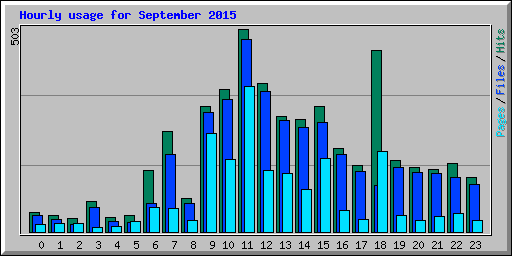 Hourly usage for September 2015
503
Pages/Files/Hits
0 1 2 3 4 5 6 7 8 9 10 11 12 13 14 15 16 17 18 19 20 21 22 23